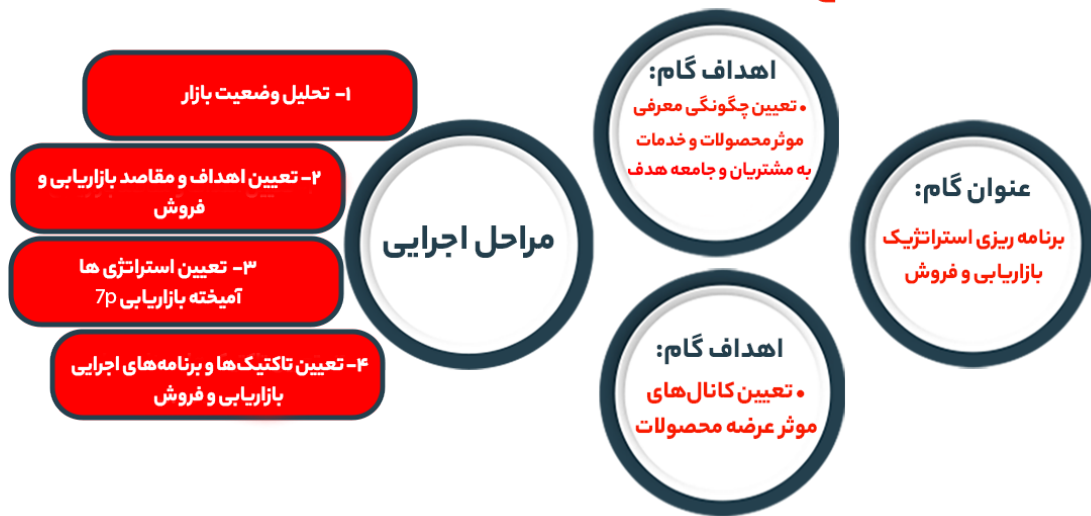 عنوان گام:
برنامه ریزی استراتژیک
بازاریابی و فروش
اهداف گام:
• تعیین چگونگی معرفی
موثر محصولات و خدمات
به مشتریان و جامعه هدف
اهداف گام:
• تعیین کانال‌های
موثر عرضه محصولات
مراحل اجرایی
۱- تحلیل وضعیت بازار
۲- تعیین اهداف و مقاصد بازاریابی و
فروش
۳- تعیین استراتژی ها
آمیخته بازاریابی 7p
۴- تعیین تاکتیک‌ها و برنامه‌های اجرایی
بازاریابی و فروش